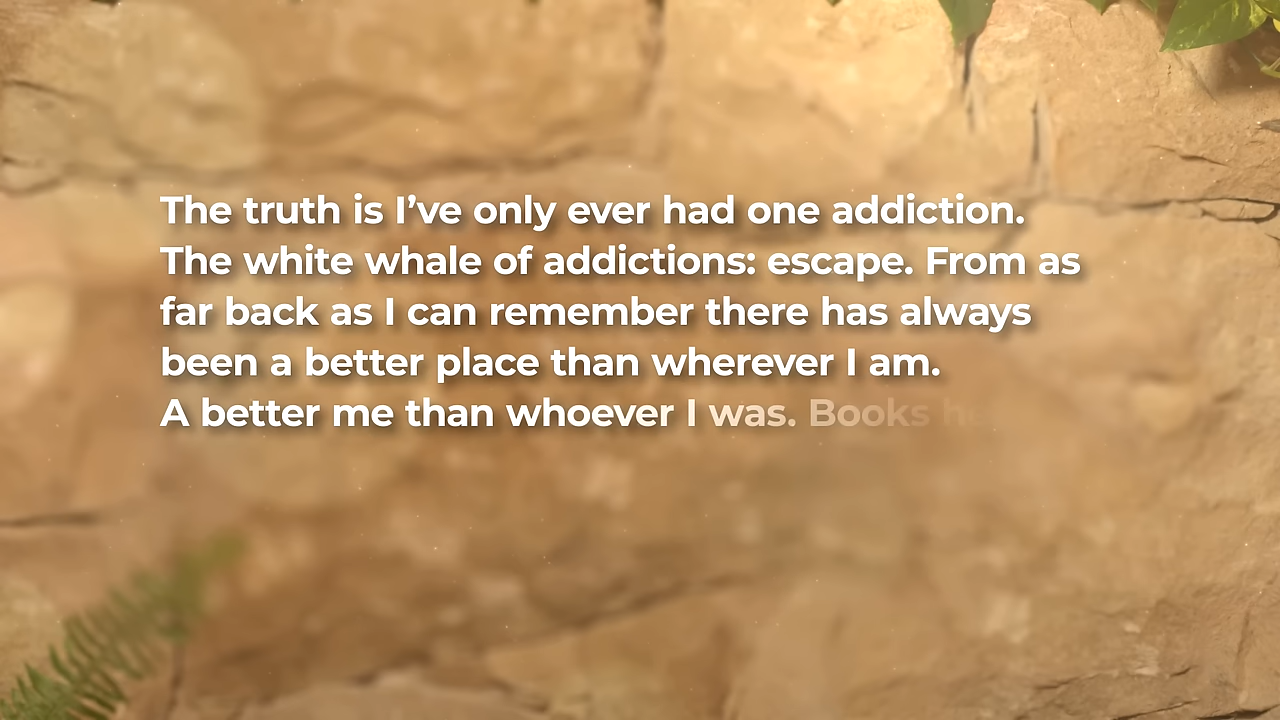 The truth is I’ve only ever had one addiction.
The white whale of addictions: escape. From as
far back as I can remember there has always
been a better place than wherever I am.
A better me than whoever I was. Books